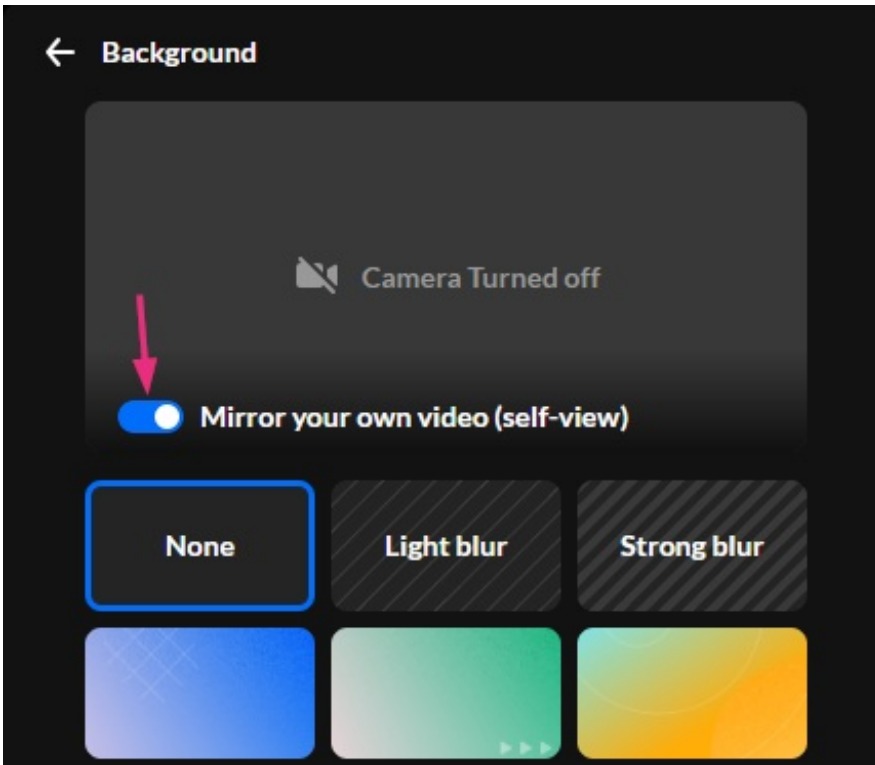 Background
Camera Turned off
Mirror your own video (self-view)
None
Light blur
Strong blur